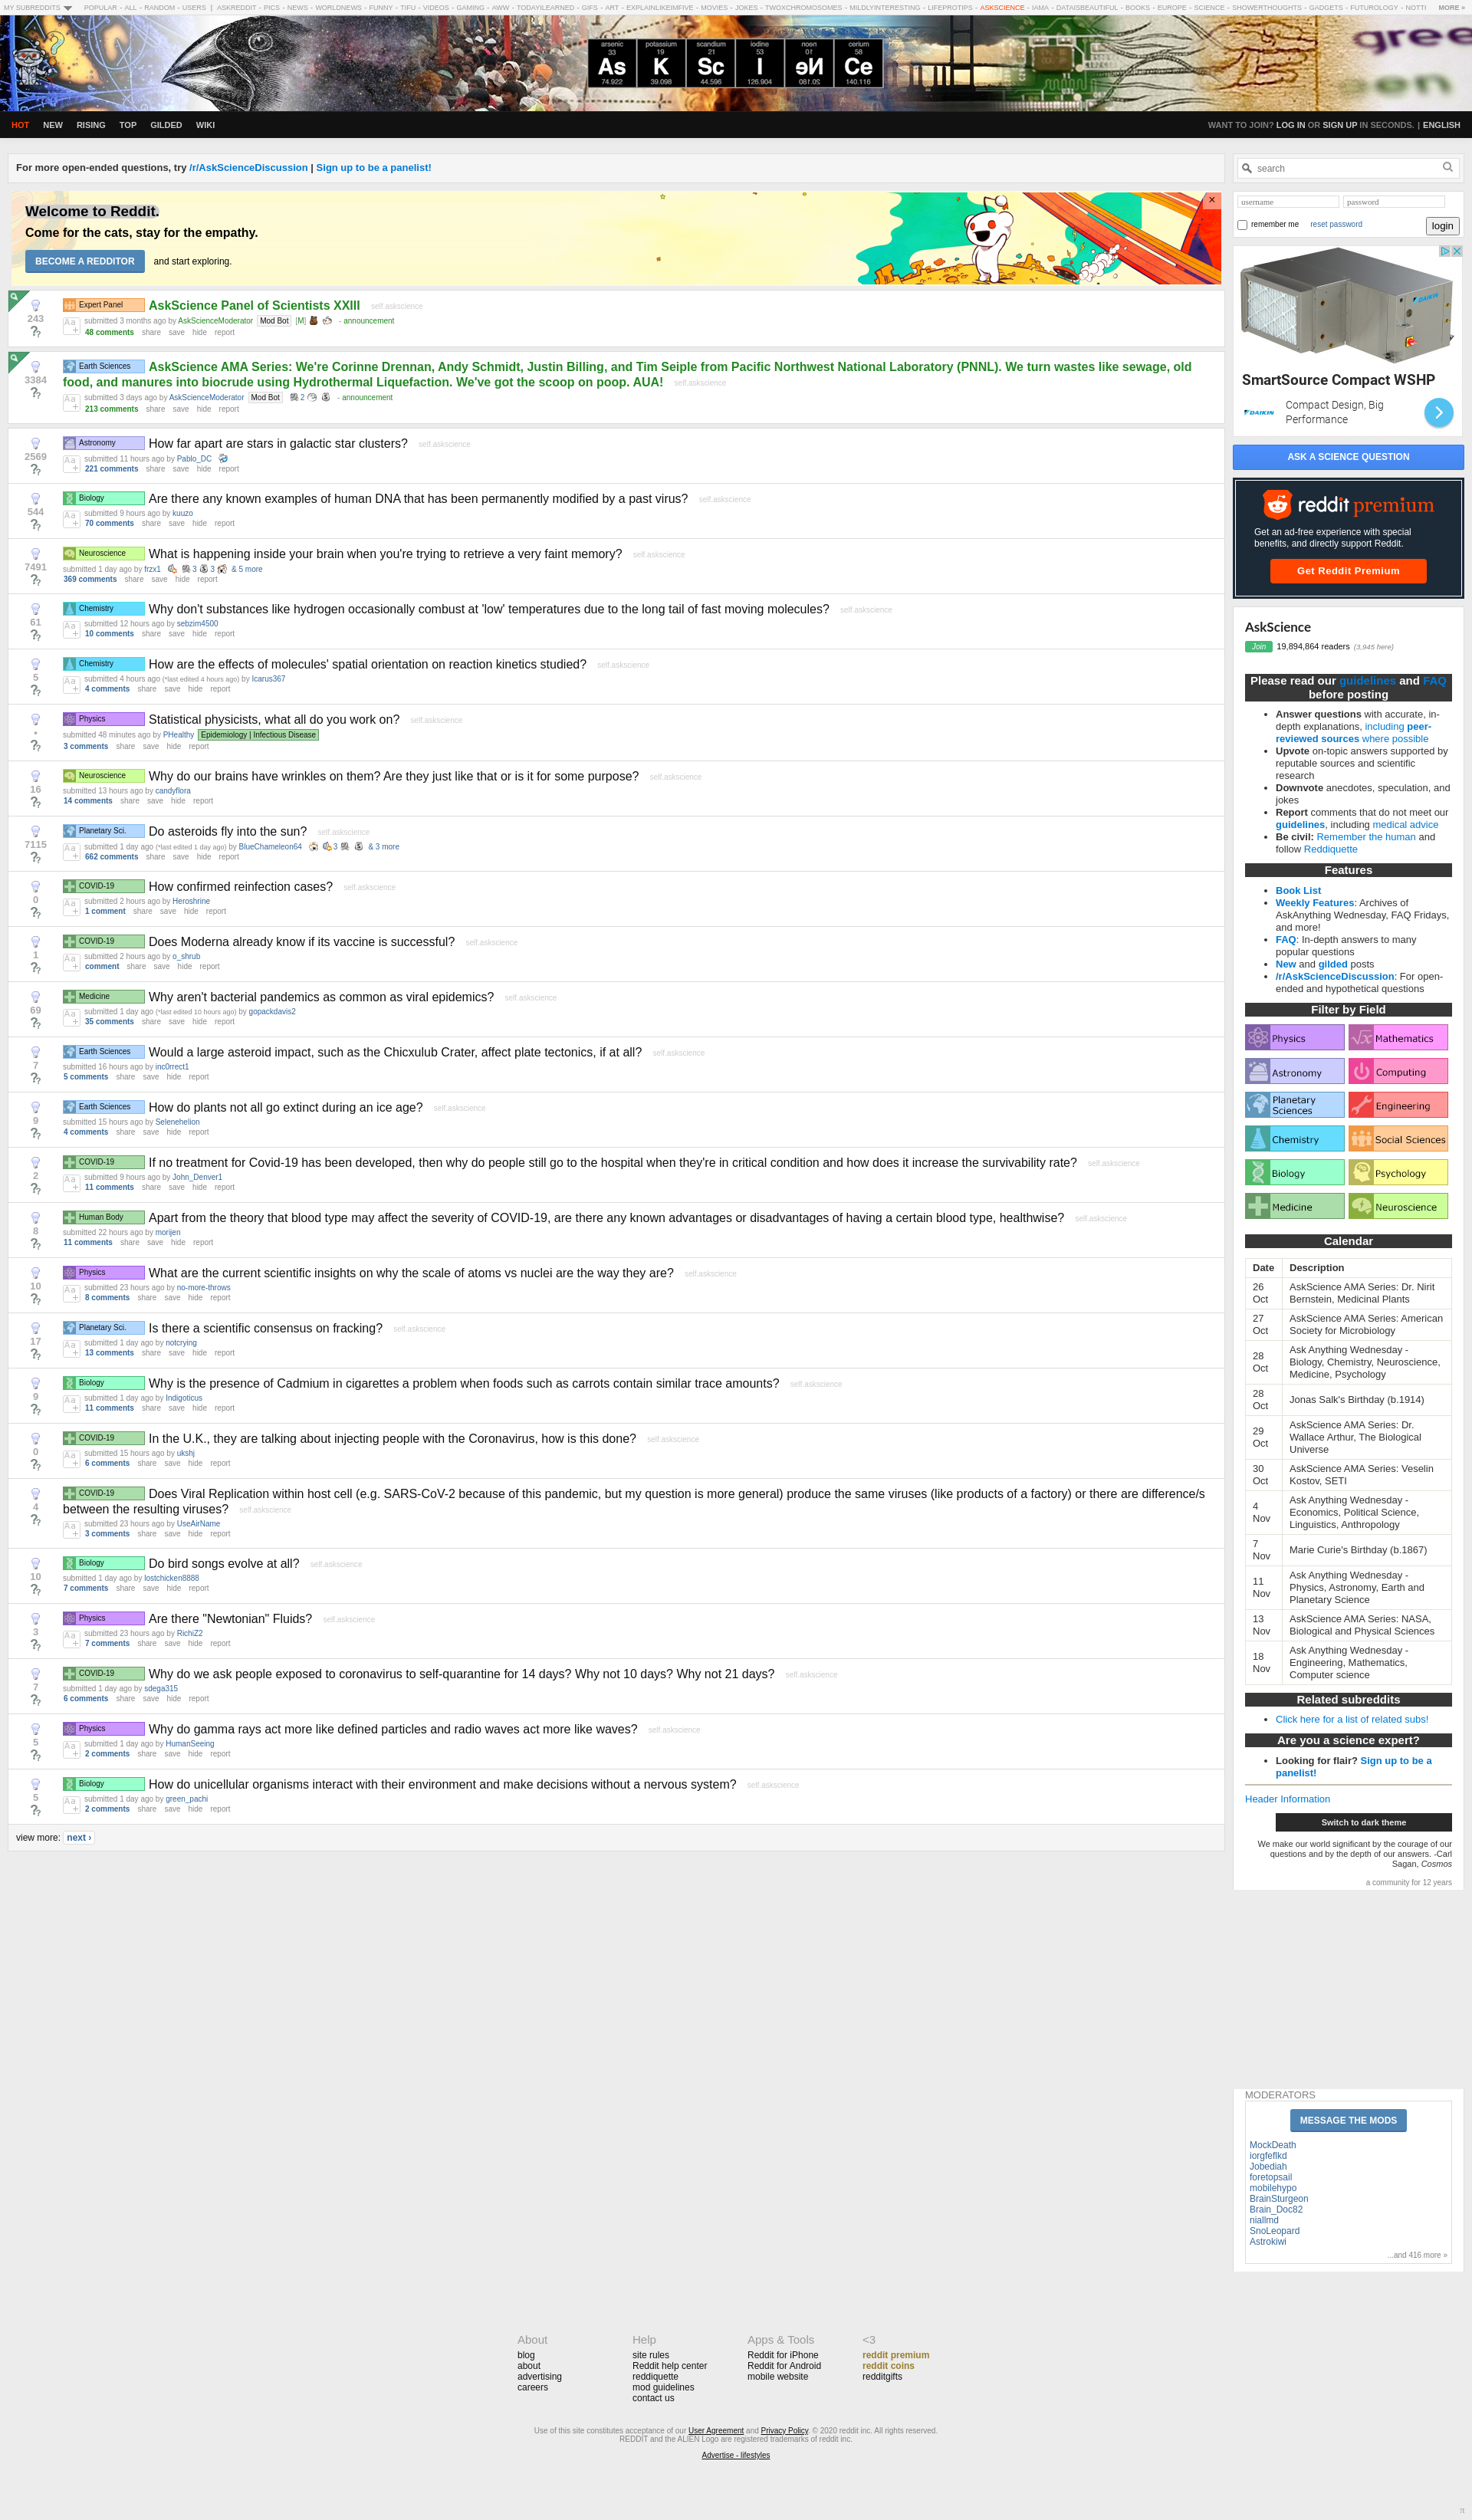 MY SUBREDDITS POPULAR - ALL - RANDOM - USERS | ASKREDDIT - PICS - NEWS - WORLDNEWS - FUNNY - TIFU - VIDEOS - GAMING - AWW - TODAYILEARNED - GIFS - ART - EXPLAINLIKEIMFIVE - MOVIES - JOKES - TWOXCHROMOSOMES - MILDLYINTERESTING - LIFEPROTIPS - ASKSCIENCE - IAMA - DATAISBEAUTIFUL - BOOKS - EUROPE - SCIENCE - SHOWERTHOUGHTS - GADGETS - FUTUROLOGY - NOTTI MORE »
arsenic potassium scandium iodine neon cerium
33 19 21 53 10 58
As K Sc I Ne Ce
74.922 39.098 44.596 126.904 20.180 140.116
HOT NEW RISING TOP GILDED WIKI
WANT TO JOIN? LOG IN OR SIGN UP IN SECONDS. | ENGLISH
For more open-ended questions, try /r/AskScienceDiscussion | Sign up to be a panelist!
Welcome to Reddit.
Come for the cats, stay for the empathy.
BECOME A REDDITOR and start exploring.
×
243
Expert Panel AskScience Panel of Scientists XXIII self.askscience
submitted 3 months ago by AskScienceModerator Mod Bot [M] - announcement
48 comments share save hide report
3384
Earth Sciences AskScience AMA Series: We're Corinne Drennan, Andy Schmidt, Justin Billing, and Tim Seiple from Pacific Northwest National Laboratory (PNNL). We turn wastes like sewage, old
food, and manures into biocrude using Hydrothermal Liquefaction. We've got the scoop on poop. AUA! self.askscience
submitted 3 days ago by AskScienceModerator Mod Bot 2 - announcement
213 comments share save hide report
2569
Astronomy How far apart are stars in galactic star clusters? self.askscience
submitted 11 hours ago by Pablo_DC
221 comments share save hide report
544
Biology Are there any known examples of human DNA that has been permanently modified by a past virus? self.askscience
submitted 9 hours ago by kuuzo
70 comments share save hide report
7491
Neuroscience What is happening inside your brain when you're trying to retrieve a very faint memory? self.askscience
submitted 1 day ago by frzx1 3 3 & 5 more
369 comments share save hide report
61
Chemistry Why don't substances like hydrogen occasionally combust at 'low' temperatures due to the long tail of fast moving molecules? self.askscience
submitted 12 hours ago by sebzim4500
10 comments share save hide report
5
Chemistry How are the effects of molecules' spatial orientation on reaction kinetics studied? self.askscience
submitted 4 hours ago (*last edited 4 hours ago) by Icarus367
4 comments share save hide report
•
Physics Statistical physicists, what all do you work on? self.askscience
submitted 48 minutes ago by PHealthy Epidemiology | Infectious Disease
3 comments share save hide report
16
Neuroscience Why do our brains have wrinkles on them? Are they just like that or is it for some purpose? self.askscience
submitted 13 hours ago by candyflora
14 comments share save hide report
7115
Planetary Sci. Do asteroids fly into the sun? self.askscience
submitted 1 day ago (*last edited 1 day ago) by BlueChameleon64 3 & 3 more
662 comments share save hide report
0
COVID-19 How confirmed reinfection cases? self.askscience
submitted 2 hours ago by Heroshrine
1 comment share save hide report
1
COVID-19 Does Moderna already know if its vaccine is successful? self.askscience
submitted 2 hours ago by o_shrub
comment share save hide report
69
Medicine Why aren't bacterial pandemics as common as viral epidemics? self.askscience
submitted 1 day ago (*last edited 10 hours ago) by gopackdavis2
35 comments share save hide report
7
Earth Sciences Would a large asteroid impact, such as the Chicxulub Crater, affect plate tectonics, if at all? self.askscience
submitted 16 hours ago by inc0rrect1
5 comments share save hide report
9
Earth Sciences How do plants not all go extinct during an ice age? self.askscience
submitted 15 hours ago by Selenehelion
4 comments share save hide report
2
COVID-19 If no treatment for Covid-19 has been developed, then why do people still go to the hospital when they're in critical condition and how does it increase the survivability rate? self.askscience
submitted 9 hours ago by John_Denver1
11 comments share save hide report
8
Human Body Apart from the theory that blood type may affect the severity of COVID-19, are there any known advantages or disadvantages of having a certain blood type, healthwise? self.askscience
submitted 22 hours ago by morijen
11 comments share save hide report
10
Physics What are the current scientific insights on why the scale of atoms vs nuclei are the way they are? self.askscience
submitted 23 hours ago by no-more-throws
8 comments share save hide report
17
Planetary Sci. Is there a scientific consensus on fracking? self.askscience
submitted 1 day ago by notcrying
13 comments share save hide report
9
Biology Why is the presence of Cadmium in cigarettes a problem when foods such as carrots contain similar trace amounts? self.askscience
submitted 1 day ago by Indigoticus
11 comments share save hide report
0
COVID-19 In the U.K., they are talking about injecting people with the Coronavirus, how is this done? self.askscience
submitted 15 hours ago by ukshj
6 comments share save hide report
4
COVID-19 Does Viral Replication within host cell (e.g. SARS-CoV-2 because of this pandemic, but my question is more general) produce the same viruses (like products of a factory) or there are difference/s
between the resulting viruses? self.askscience
submitted 23 hours ago by UseAirName
3 comments share save hide report
10
Biology Do bird songs evolve at all? self.askscience
submitted 1 day ago by lostchicken8888
7 comments share save hide report
3
Physics Are there "Newtonian" Fluids? self.askscience
submitted 23 hours ago by RichiZ2
7 comments share save hide report
7
COVID-19 Why do we ask people exposed to coronavirus to self-quarantine for 14 days? Why not 10 days? Why not 21 days? self.askscience
submitted 1 day ago by sdega315
6 comments share save hide report
5
Physics Why do gamma rays act more like defined particles and radio waves act more like waves? self.askscience
submitted 1 day ago by HumanSeeing
2 comments share save hide report
5
Biology How do unicellular organisms interact with their environment and make decisions without a nervous system? self.askscience
submitted 1 day ago by green_pachi
2 comments share save hide report
view more: next ›
search
username password
remember me reset password login
DAIKIN
SmartSource Compact WSHP
DAIKIN Compact Design, Big
Performance
ASK A SCIENCE QUESTION
reddit premium
Get an ad-free experience with special
benefits, and directly support Reddit.
Get Reddit Premium
AskScience
Join 19,894,864 readers (3,945 here)
Please read our guidelines and FAQ
before posting
• Answer questions with accurate, in-
depth explanations, including peer-
reviewed sources where possible
• Upvote on-topic answers supported by
reputable sources and scientific
research
• Downvote anecdotes, speculation, and
jokes
• Report comments that do not meet our
guidelines, including medical advice
• Be civil: Remember the human and
follow Reddiquette
Features
• Book List
• Weekly Features: Archives of
AskAnything Wednesday, FAQ Fridays,
and more!
• FAQ: In-depth answers to many
popular questions
• New and gilded posts
• /r/AskScienceDiscussion: For open-
ended and hypothetical questions
Filter by Field
Physics Mathematics
Astronomy Computing
Planetary
Sciences Engineering
Chemistry Social Sciences
Biology Psychology
Medicine Neuroscience
Calendar
Date Description
26
Oct AskScience AMA Series: Dr. Nirit
Bernstein, Medicinal Plants
27
Oct AskScience AMA Series: American
Society for Microbiology
28
Oct Ask Anything Wednesday -
Biology, Chemistry, Neuroscience,
Medicine, Psychology
28
Oct Jonas Salk's Birthday (b.1914)
29
Oct AskScience AMA Series: Dr.
Wallace Arthur, The Biological
Universe
30
Oct AskScience AMA Series: Veselin
Kostov, SETI
4
Nov Ask Anything Wednesday -
Economics, Political Science,
Linguistics, Anthropology
7
Nov Marie Curie's Birthday (b.1867)
11
Nov Ask Anything Wednesday -
Physics, Astronomy, Earth and
Planetary Science
13
Nov AskScience AMA Series: NASA,
Biological and Physical Sciences
18
Nov Ask Anything Wednesday -
Engineering, Mathematics,
Computer science
Related subreddits
• Click here for a list of related subs!
Are you a science expert?
• Looking for flair? Sign up to be a
panelist!
Header Information
Switch to dark theme
We make our world significant by the courage of our
questions and by the depth of our answers. -Carl
Sagan, Cosmos
a community for 12 years
MODERATORS
MESSAGE THE MODS
MockDeath
iorgfeflkd
Jobediah
foretopsail
mobilehypo
BrainSturgeon
Brain_Doc82
niallmd
SnoLeopard
Astrokiwi
...and 416 more »
About
blog
about
advertising
careers
Help
site rules
Reddit help center
reddiquette
mod guidelines
contact us
Apps & Tools
Reddit for iPhone
Reddit for Android
mobile website
<3
reddit premium
reddit coins
redditgifts
Use of this site constitutes acceptance of our User Agreement and Privacy Policy. © 2020 reddit inc. All rights reserved.
REDDIT and the ALIEN Logo are registered trademarks of reddit inc.
Advertise - lifestyles
π